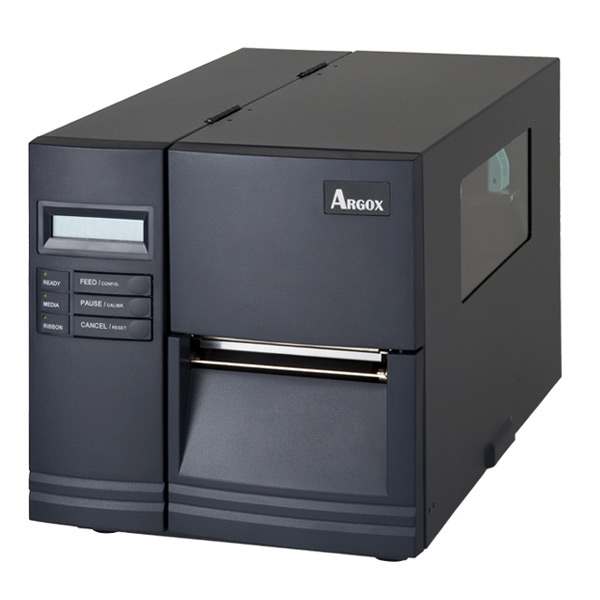 ARGOX
READY FEED / CONFIG.
MEDIA PAUSE / CALIBR.
RIBBON CANCEL / RESET